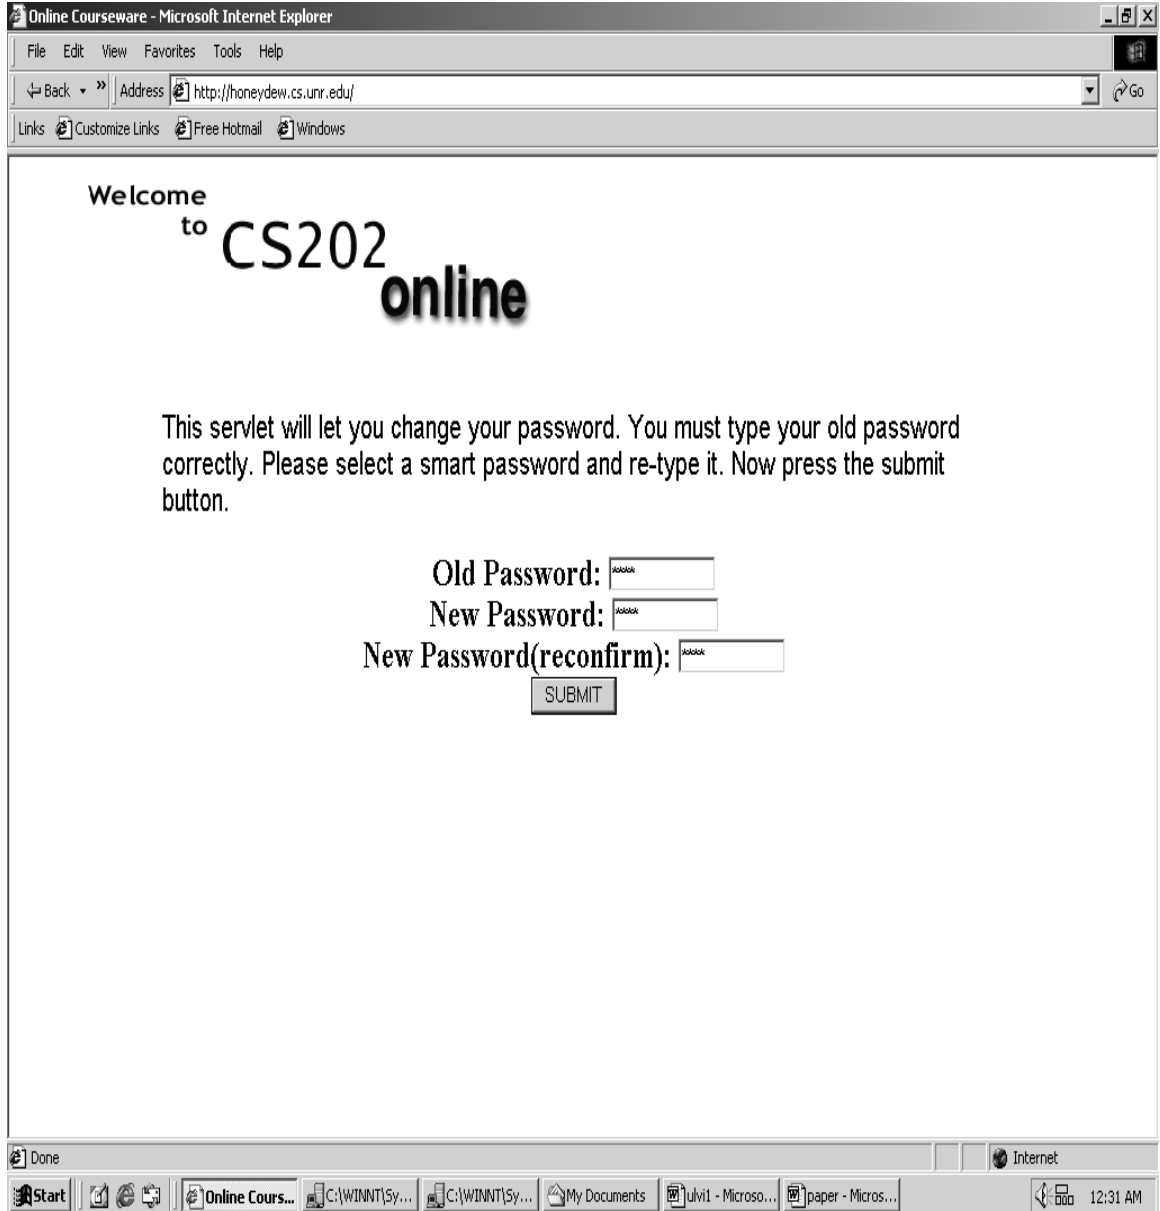 Online Courseware - Microsoft Internet Explorer
File Edit View Favorites Tools Help
Back » Address http://honeydew.cs.unr.edu/ Go
Links Customize Links Free Hotmail Windows
Welcome
to CS202
online
This servlet will let you change your password. You must type your old password
correctly. Please select a smart password and re-type it. Now press the submit
button.
Old Password: ****
New Password: ****
New Password(reconfirm): ****
SUBMIT
Done Internet
Start Online Cours... C:\WINNT\Sy... C:\WINNT\Sy... My Documents ulvi1 - Microso... paper - Micros... 12:31 AM